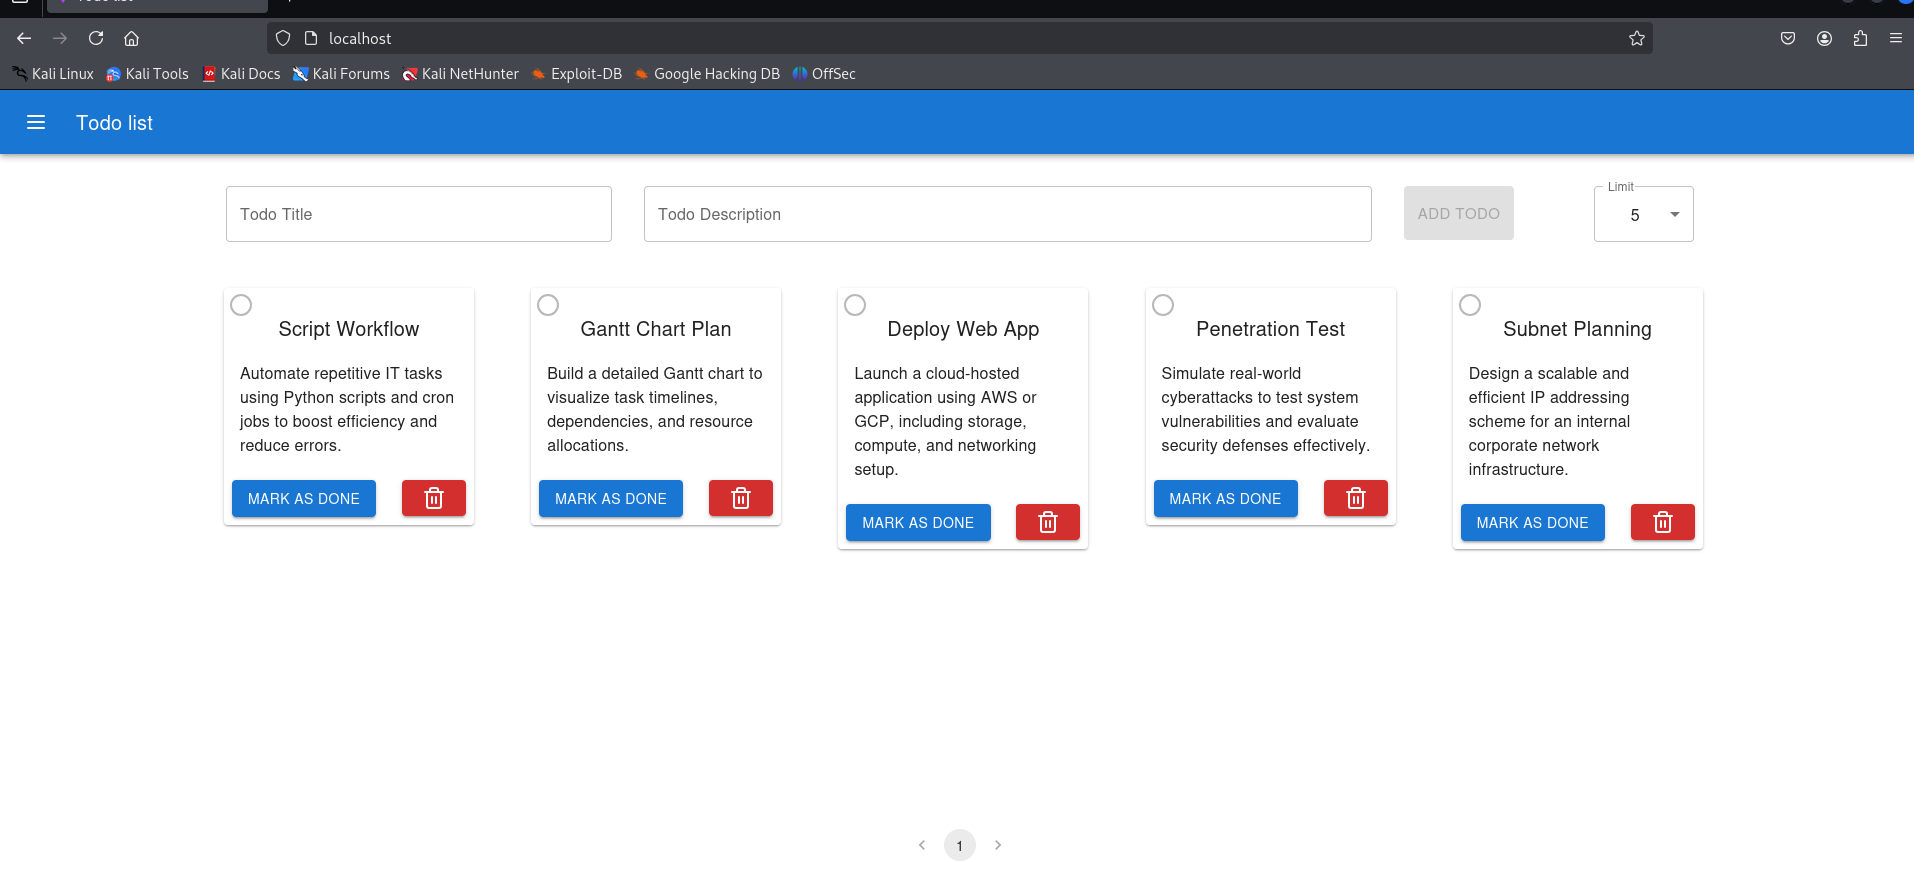 Todo list
localhost
Kali Linux Kali Tools Kali Docs Kali Forums Kali NetHunter Exploit-DB Google Hacking DB OffSec
Todo list
Limit
Todo Title Todo Description ADD TODO 5
Script Workflow
Automate repetitive IT tasks
using Python scripts and cron
jobs to boost efficiency and
reduce errors.
MARK AS DONE
Gantt Chart Plan
Build a detailed Gantt chart to
visualize task timelines,
dependencies, and resource
allocations.
MARK AS DONE
Deploy Web App
Launch a cloud-hosted
application using AWS or
GCP, including storage,
compute, and networking
setup.
MARK AS DONE
Penetration Test
Simulate real-world
cyberattacks to test system
vulnerabilities and evaluate
security defenses effectively.
MARK AS DONE
Subnet Planning
Design a scalable and
efficient IP addressing
scheme for an internal
corporate network
infrastructure.
MARK AS DONE
1